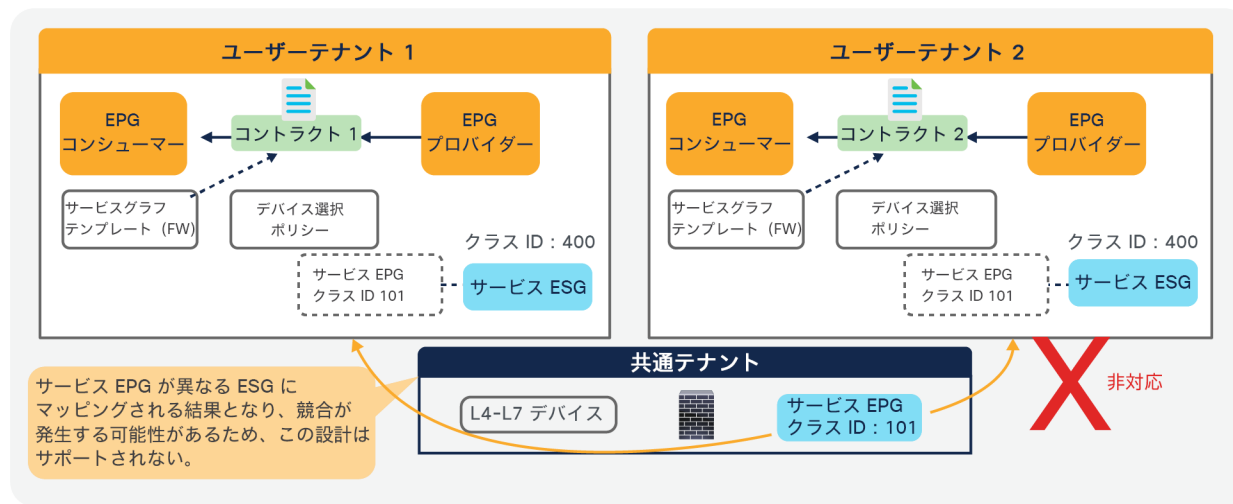 ユーザーテナント 1
EPG
コンシューマー
コントラクト 1
EPG
プロバイダー
サービスグラフ
テンプレート（FW）
デバイス選択
ポリシー
クラス ID：400
サービス EPG
クラス ID 101
サービス ESG
ユーザーテナント 2
EPG
コンシューマー
コントラクト 2
EPG
プロバイダー
サービスグラフ
テンプレート（FW）
デバイス選択
ポリシー
クラス ID：400
サービス EPG
クラス ID 101
サービス ESG
共通テナント
L4-L7 デバイス
サービス EPG
クラス ID：101
非対応
サービス EPG が異なる ESG に
マッピングされる結果となり、競合が
発生する可能性があるため、この設計は
サポートされない。